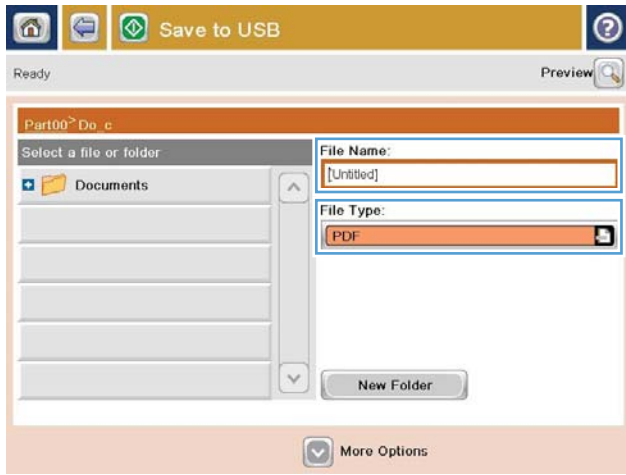 Save to USB
Ready
Preview
Part00>Do_c
Select a file or folder
File Name:
Documents
[Untitled]
File Type:
PDF
New Folder
More Options